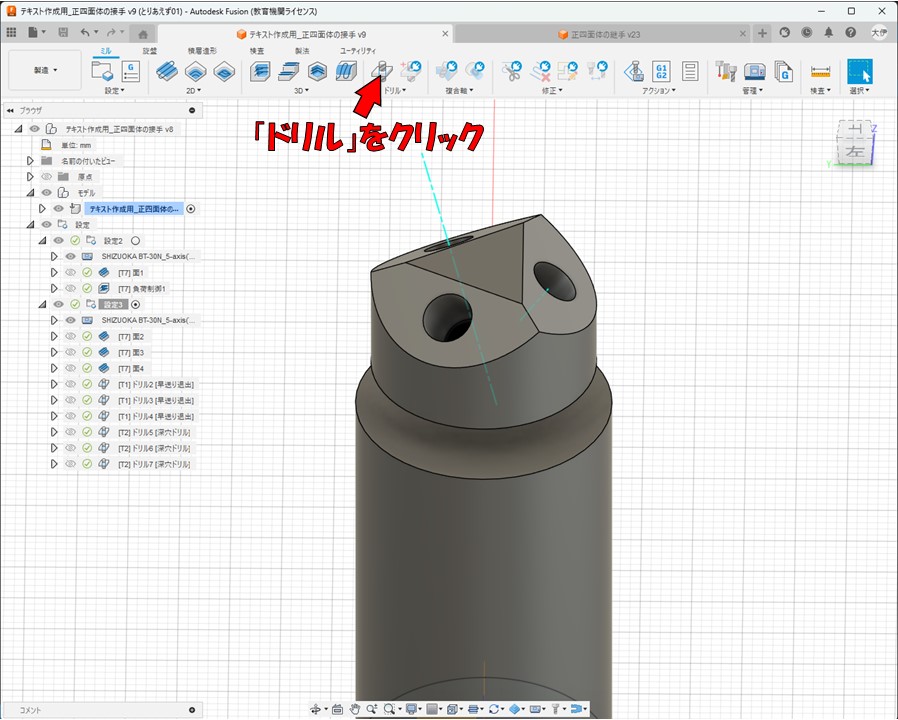 テキスト作成用_正四面体の接手 v9 (とりあえず01) - Autodesk Fusion (教育機関ライセンス)
テキスト作成用_正四面体の接手 v9
正四面体の継手 v23
大伊
ミル 旋盤 積層造形 検査 製法 ユーティリティ
製造
G
G1
G2
G
設定 2D 3D ドリル 複合軸 修正 アクション 管理 検査 選択
「ドリル」をクリック
ブラウザ
テキスト作成用_正四面体の接手 v8
単位: mm
名前の付いたビュー
原点
モデル
テキスト作成用_正四面体の...
設定
設定2
SHIZUOKA BT-30N_5-axis(...
[T7] 面1
[T7] 負荷制御1
設定3
SHIZUOKA BT-30N_5-axis(...
[T7] 面2
[T7] 面3
[T7] 面4
[T1] ドリル2 [早送り退出]
[T1] ドリル3 [早送り退出]
[T1] ドリル4 [早送り退出]
[T2] ドリル5 [深穴ドリル]
[T2] ドリル6 [深穴ドリル]
[T2] ドリル7 [深穴ドリル]
上
左
Z
Y
コメント